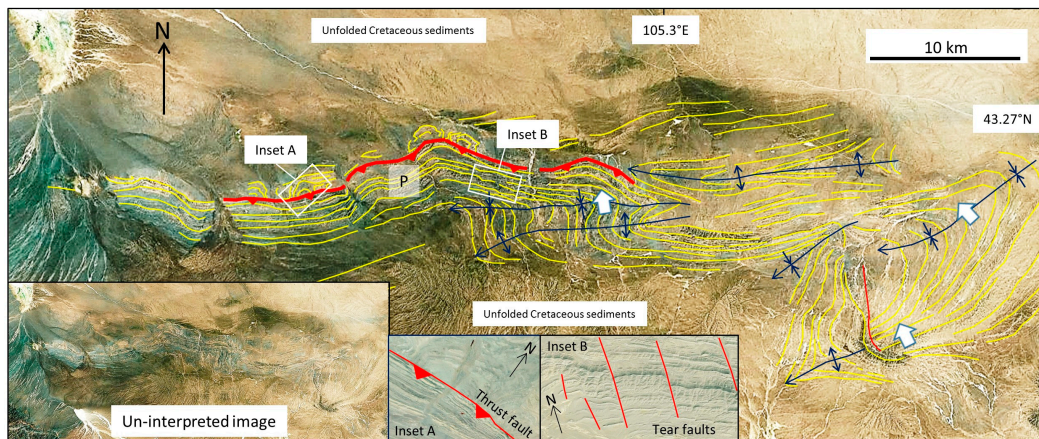 Unfolded Cretaceous sediments
105.3°E
10 km
N
43.27°N
Inset A
Inset B
P
Unfolded Cretaceous sediments
Un-interpreted image
N
Thrust fault
Inset A
Inset B
N
Tear faults